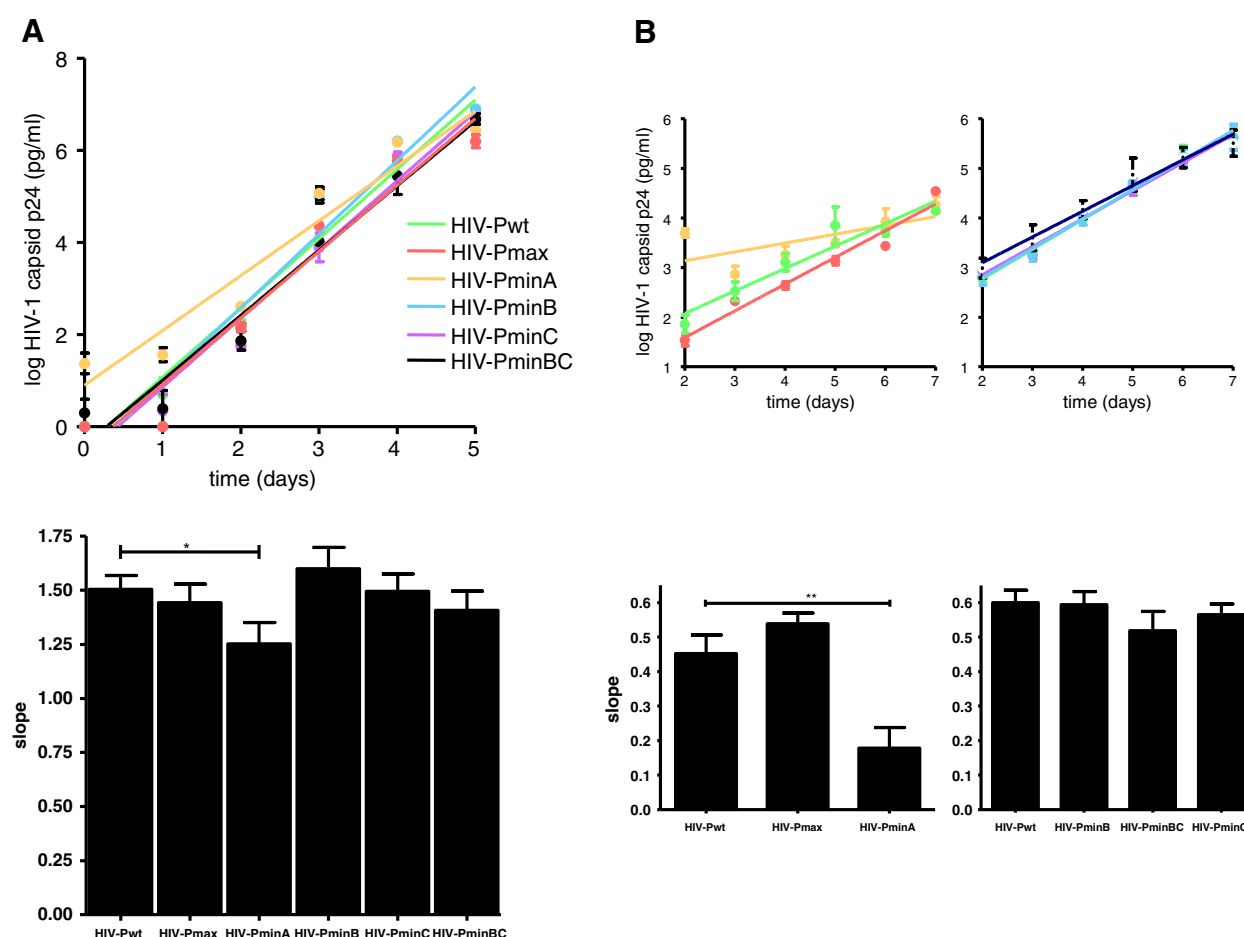 A
8
6
4
2
0
0 1 2 3 4 5
log HIV-1 capsid p24 (pg/ml)
time (days)
HIV-Pwt
HIV-Pmax
HIV-PminA
HIV-PminB
HIV-PminC
HIV-PminBC
B
6
5
4
3
2
1
2 3 4 5 6 7
log HIV-1 capsid p24 (pg/ml)
time (days)
6
5
4
3
2
1
2 3 4 5 6 7
time (days)
1.75
1.50
1.25
1.00
0.75
0.50
0.25
0.00
slope
*
HIV-Pwt HIV-Pmax HIV-PminA HIV-PminB HIV-PminC HIV-PminBC
0.6
0.5
0.4
0.3
0.2
0.1
0.0
slope
**
HIV-Pwt HIV-Pmax HIV-PminA
0.6
0.5
0.4
0.3
0.2
0.1
0.0
HIV-Pwt HIV-PminB HIV-PminBC HIV-PminC